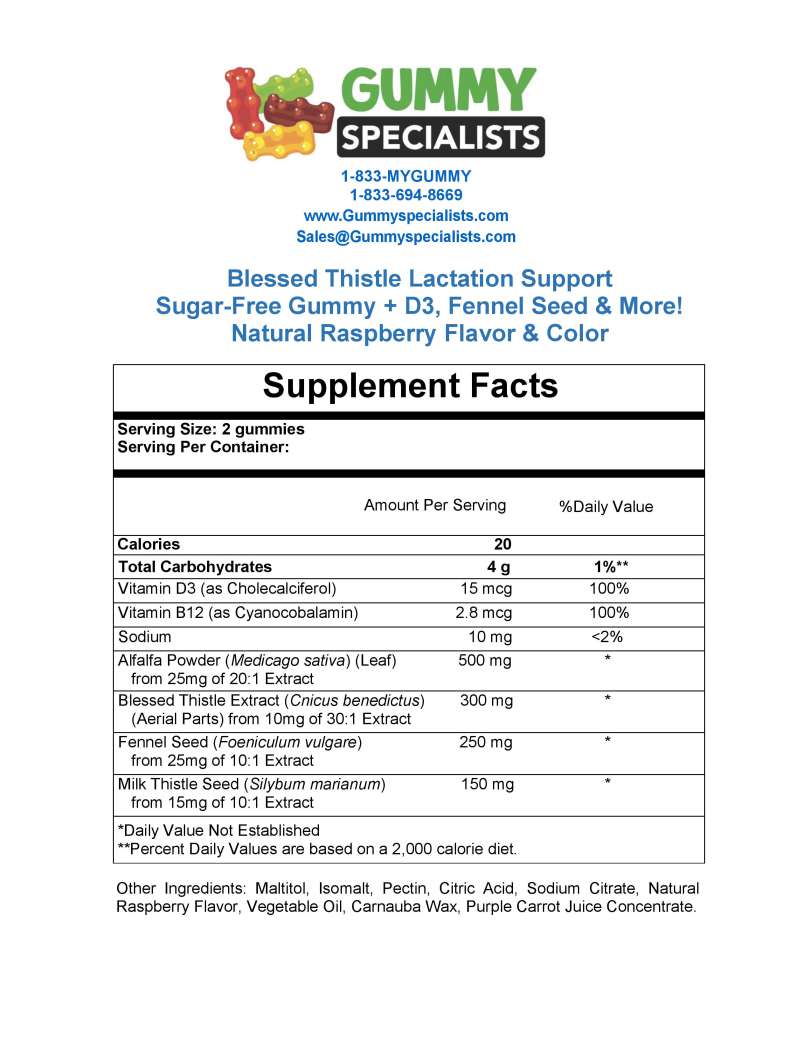 GUMMY
SPECIALISTS
1-833-MYGUMMY
1-833-694-8669
www.Gummyspecialists.com
Sales@Gummyspecialists.com
Blessed Thistle Lactation Support
Sugar-Free Gummy + D3, Fennel Seed & More!
Natural Raspberry Flavor & Color
Supplement Facts
Serving Size: 2 gummies
Serving Per Container:
Amount Per Serving %Daily Value
Calories 20
Total Carbohydrates 4 g 1%**
Vitamin D3 (as Cholecalciferol) 15 mcg 100%
Vitamin B12 (as Cyanocobalamin) 2.8 mcg 100%
Sodium 10 mg <2%
Alfalfa Powder (Medicago sativa) (Leaf) 500 mg *
from 25mg of 20:1 Extract
Blessed Thistle Extract (Cnicus benedictus) 300 mg *
(Aerial Parts) from 10mg of 30:1 Extract
Fennel Seed (Foeniculum vulgare) 250 mg *
from 25mg of 10:1 Extract
Milk Thistle Seed (Silybum marianum) 150 mg *
from 15mg of 10:1 Extract
*Daily Value Not Established
**Percent Daily Values are based on a 2,000 calorie diet.
Other Ingredients: Maltitol, Isomalt, Pectin, Citric Acid, Sodium Citrate, Natural
Raspberry Flavor, Vegetable Oil, Carnauba Wax, Purple Carrot Juice Concentrate.